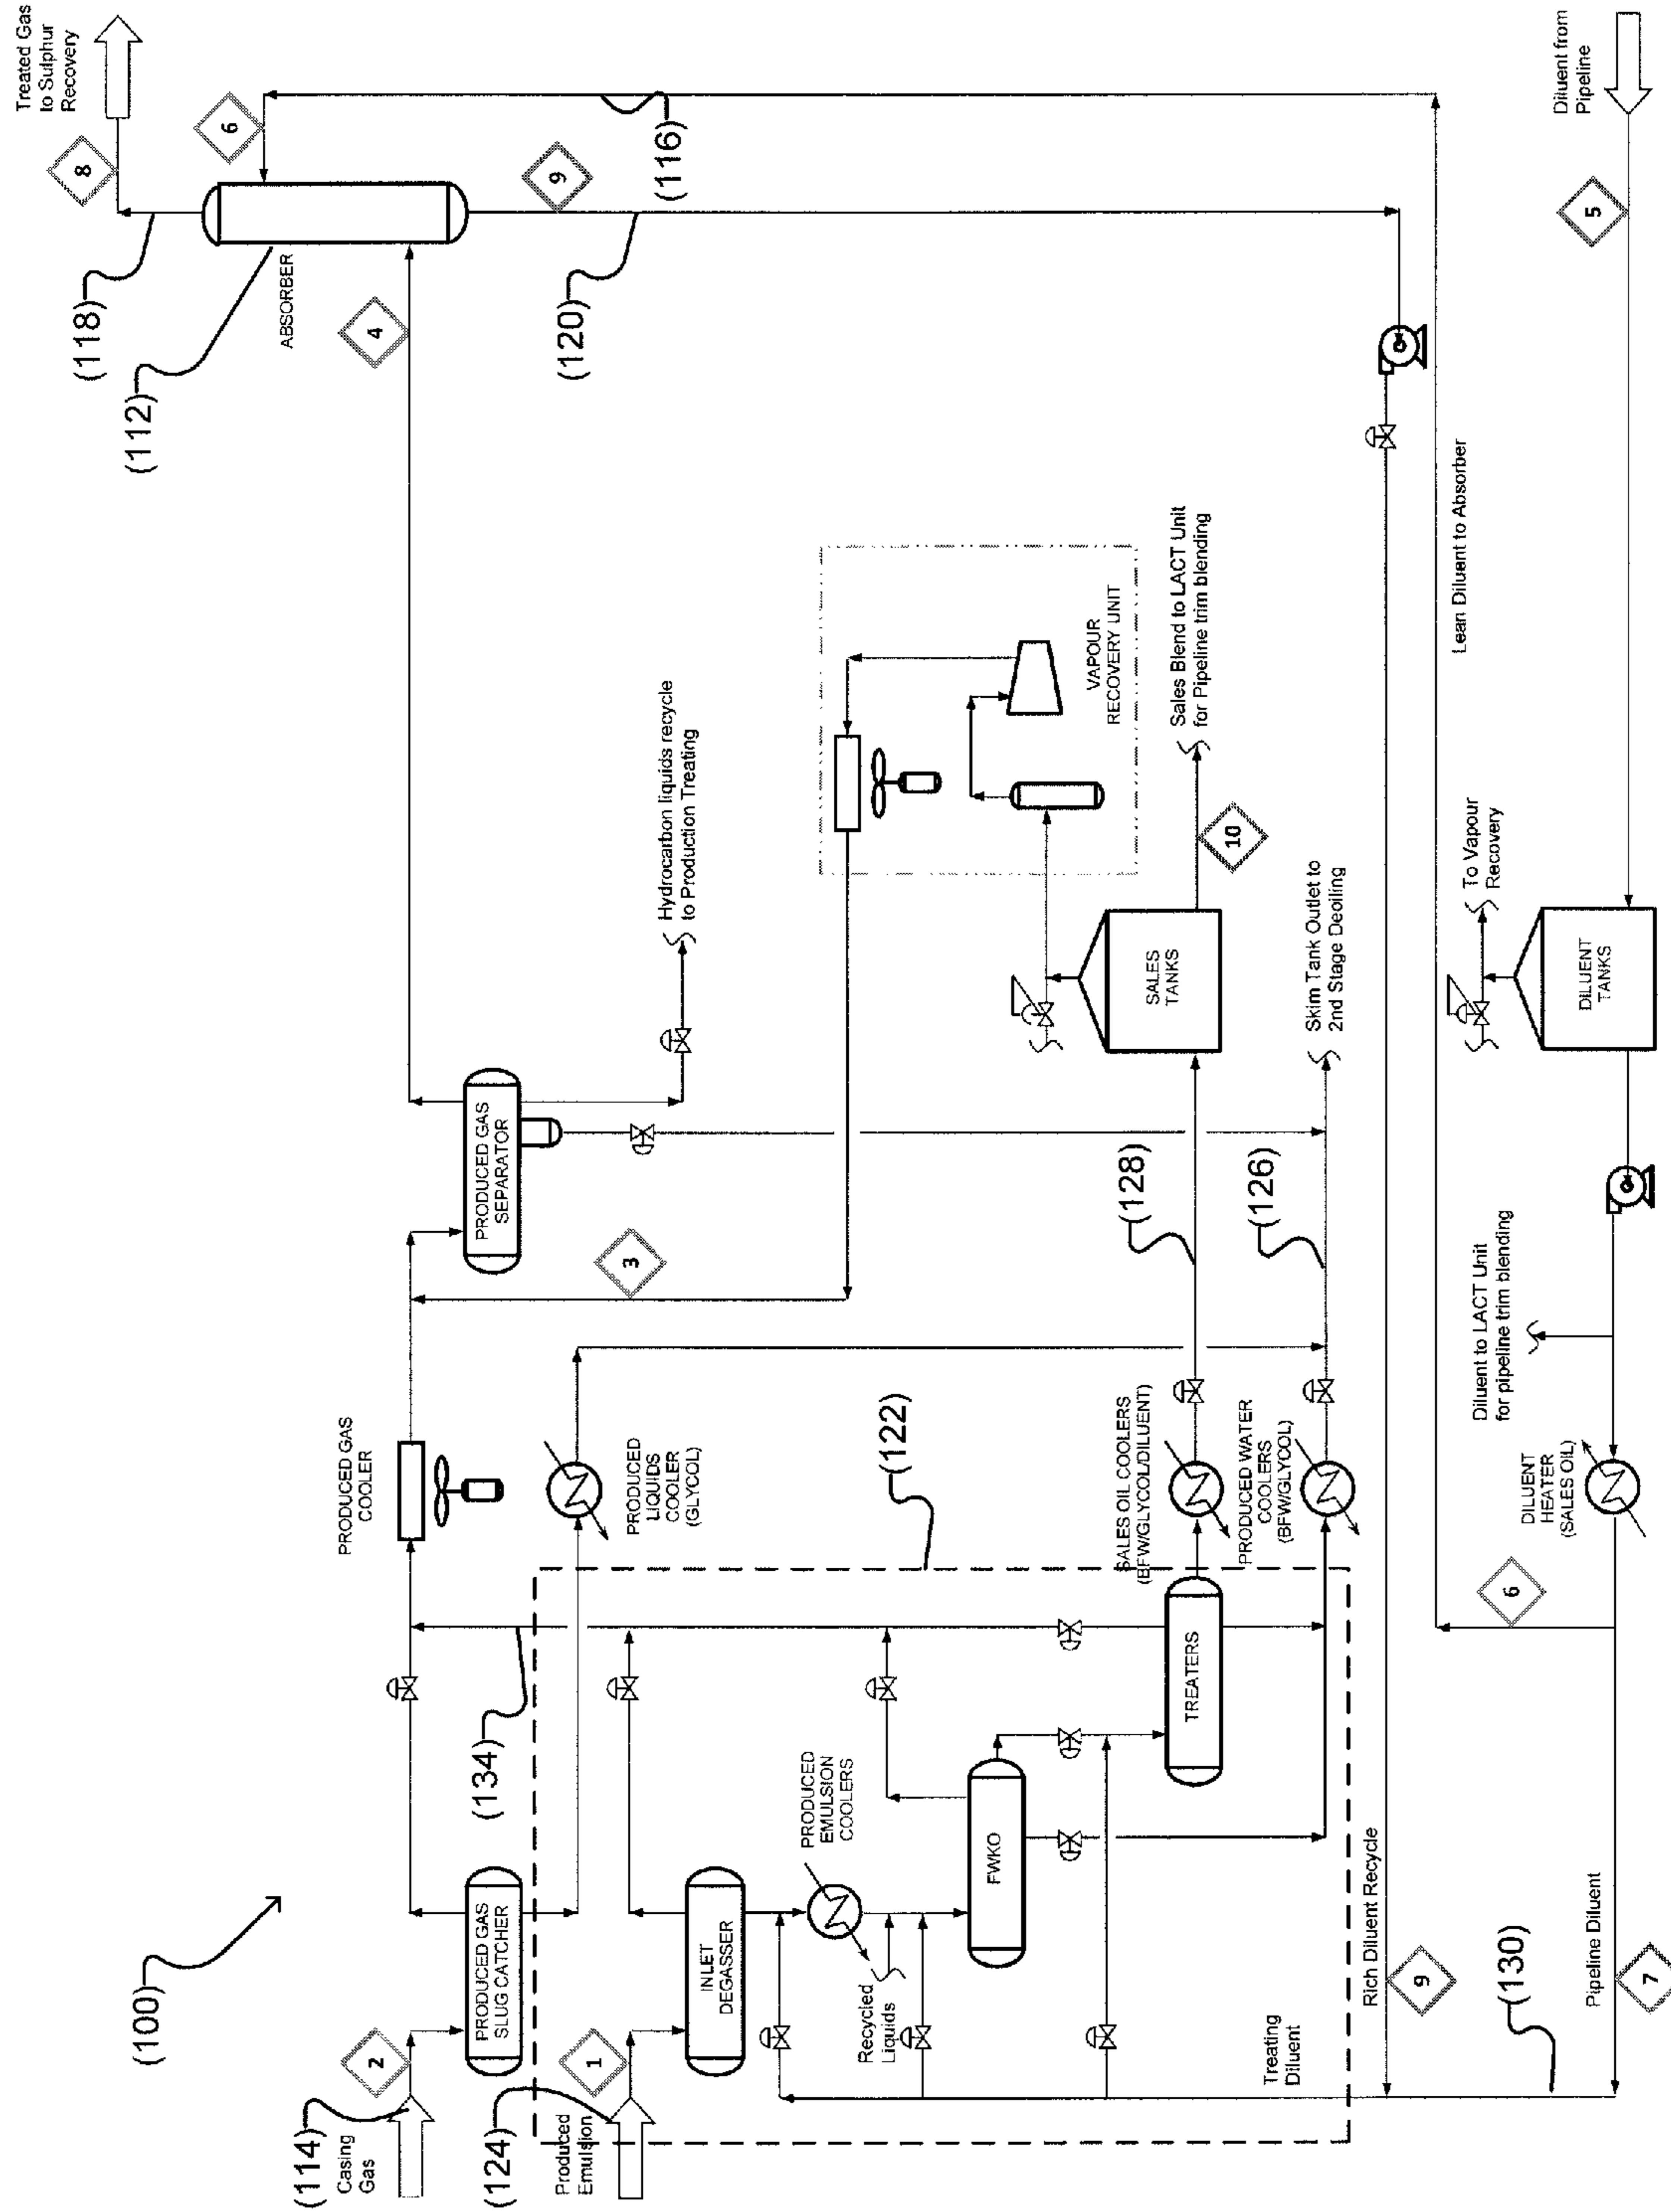 (100)
(114)
Casing
Gas
2
PRODUCED GAS
SLUG CATCHER
(124)
Produced
Emulsion
1
INLET
DEGASSER
(134)
PRODUCED GAS
COOLER
PRODUCED
LIQUIDS
COOLER
(GLYCOL)
PRODUCED GAS
SEPARATOR
3
Hydrocarbon liquids recycle
to Production Treating
4
(112)
ABSORBER
(118)
8
Treated Gas
to Sulphur
Recovery
6
9
(116)
(120)
PRODUCED
EMULSION
COOLERS
Recycled
Liquids
FWKO
TREATERS
(122)
SALES OIL COOLERS
(BFW/GLYCOL/DILUENT)
PRODUCED WATER
COOLERS
(BFW/GLYCOL)
(128)
(126)
SALES
TANKS
VAPOUR
RECOVERY UNIT
10
Sales Blend to LACT Unit
for Pipeline trim blending
Skim Tank Outlet to
2nd Stage Deoiling
Treating
Diluent
Rich Diluent Recycle
9
Lean Diluent to Absorber
Pipeline Diluent
7
(130)
6
DILUENT
HEATER
(SALES OIL)
Diluent to LACT Unit
for pipeline trim blending
DILUENT
TANKS
To Vapour
Recovery
5
Diluent from
Pipeline